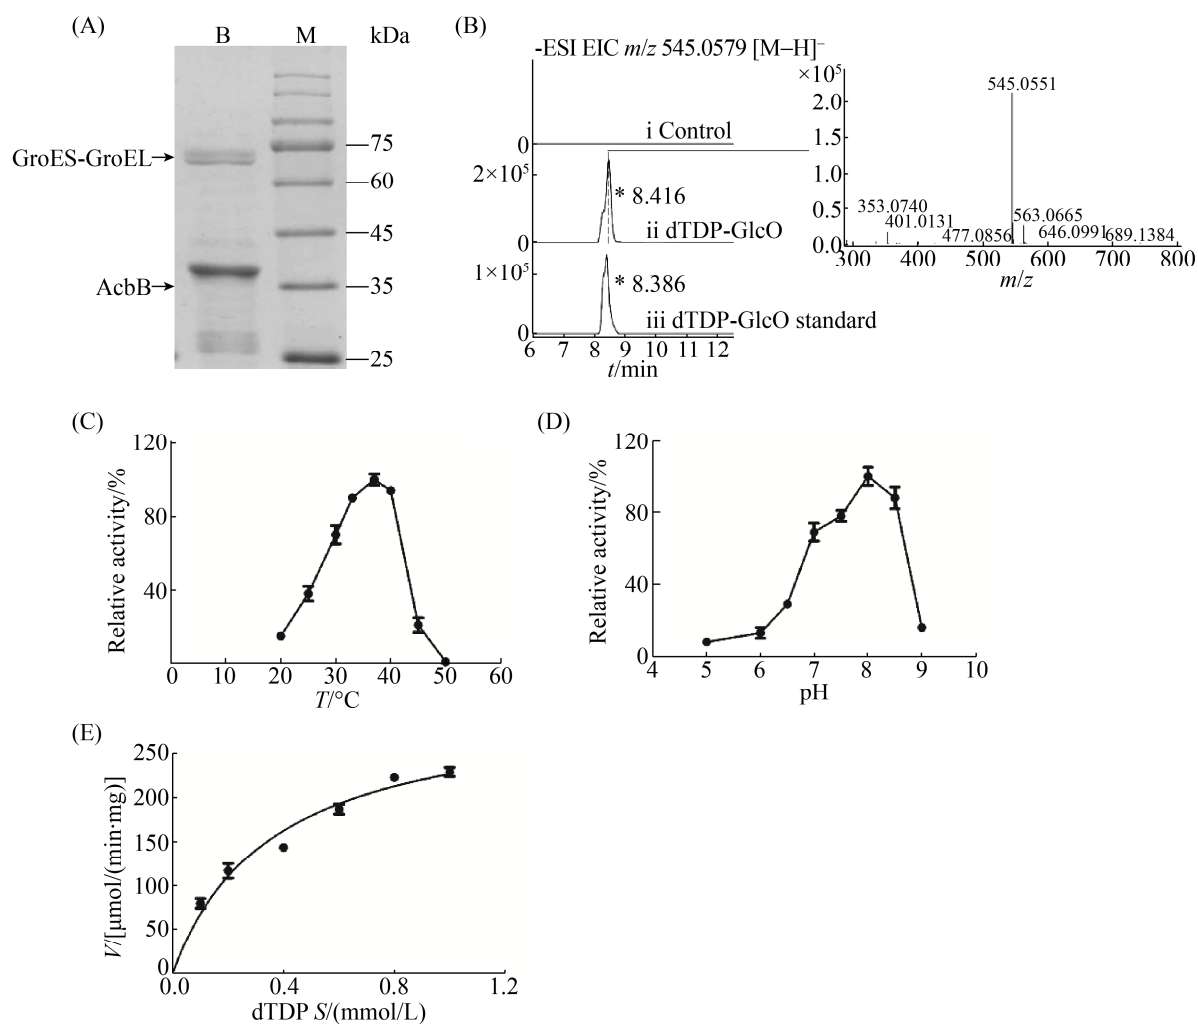 (A)
B M kDa
GroES-GroEL
AcbB
75
60
45
35
25
(B)
-ESI EIC m/z 545.0579 [M–H]⁻
0
i Control
2×10⁵
* 8.416
ii dTDP-GlcO
0
1×10⁵
* 8.386
iii dTDP-GlcO standard
0
6 7 8 9 10 11 12
t/min
×10⁵
2.0
1.5
1.0
0.5
0.0
545.0551
353.0740
401.0131
477.0856
563.0665
646.0991
689.1384
300 400 500 600 700 800
m/z
(C)
Relative activity/%
120
80
40
0 10 20 30 40 50 60
T/°C
(D)
Relative activity/%
120
80
40
0
4 5 6 7 8 9 10
pH
(E)
V/[μmol/(min·mg)]
250
200
150
100
50
0
0.0 0.4 0.8 1.2
dTDP S/(mmol/L)